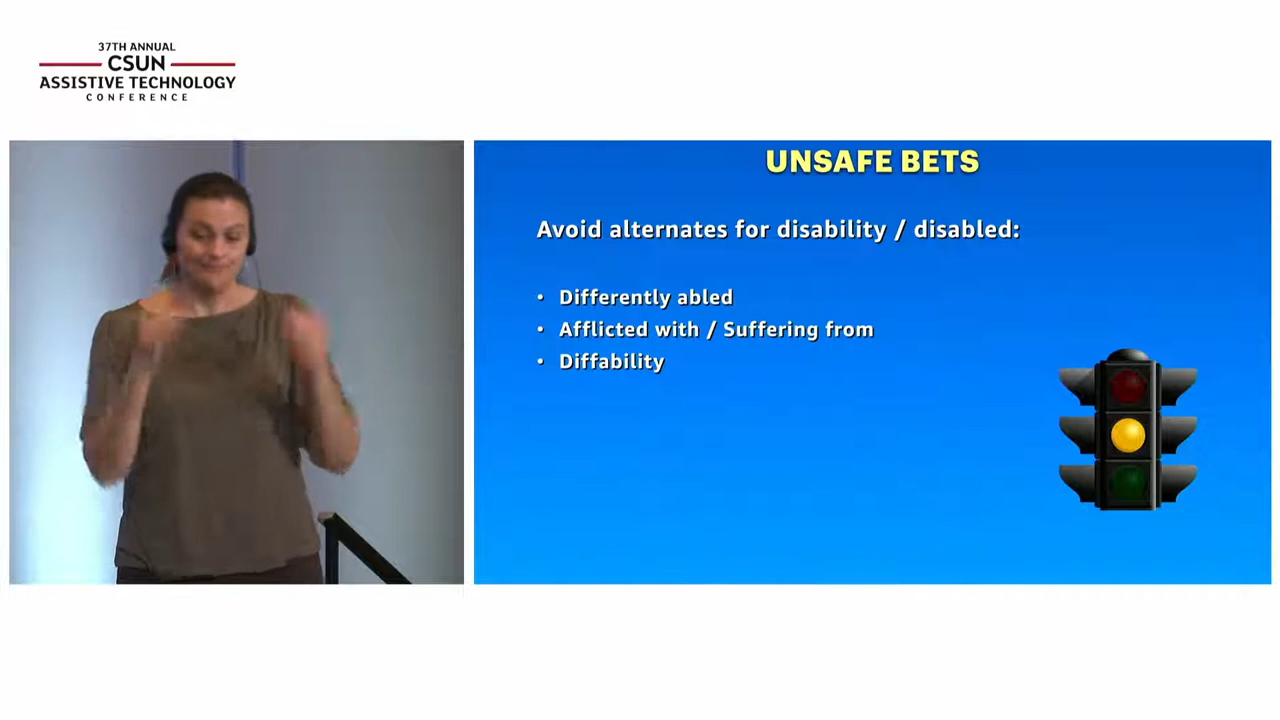 37TH ANNUAL
CSUN
ASSISTIVE TECHNOLOGY
CONFERENCE
UNSAFE BETS
Avoid alternates for disability / disabled:
• Differently abled
• Afflicted with / Suffering from
• Diffability